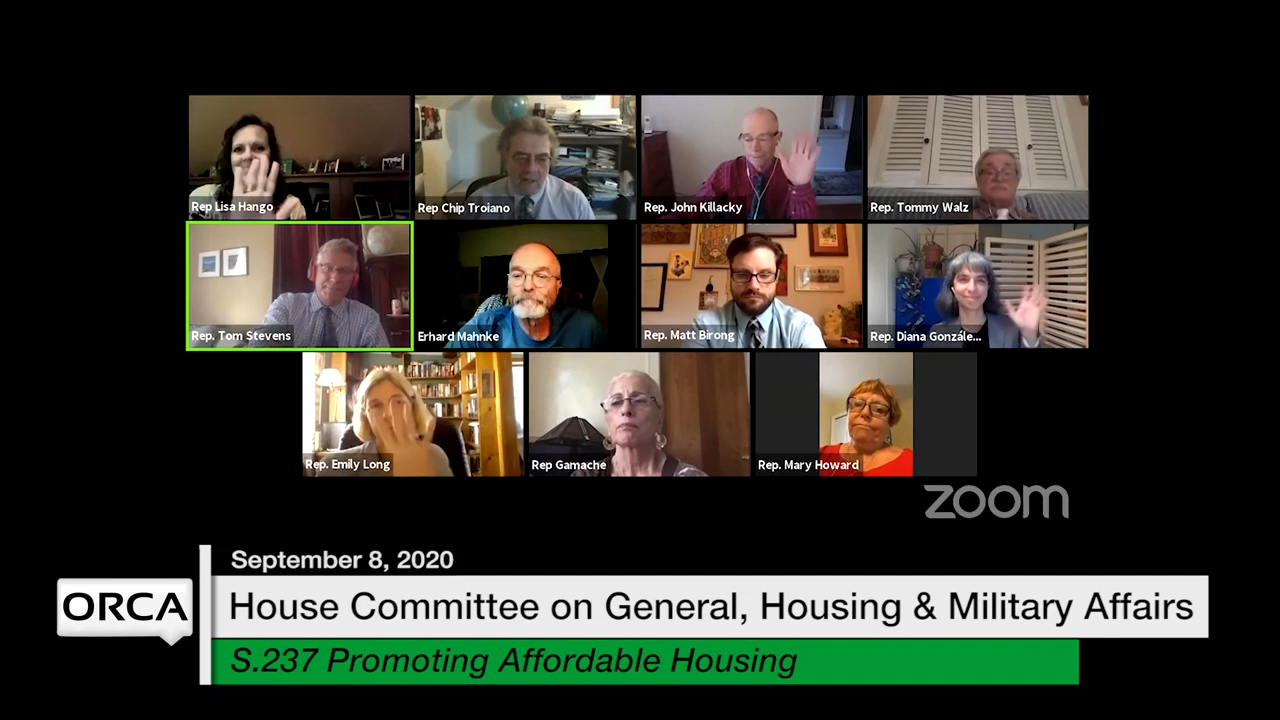 Rep Lisa Hango
Rep Chip Troiano
Rep. John Killacky
Rep. Tommy Walz
Rep. Tom Stevens
Erhard Mahnke
Rep. Matt Birong
Rep. Diana Gonzále...
Rep. Emily Long
Rep Gamache
Rep. Mary Howard
zoom
September 8, 2020
ORCA
House Committee on General, Housing & Military Affairs
S.237 Promoting Affordable Housing